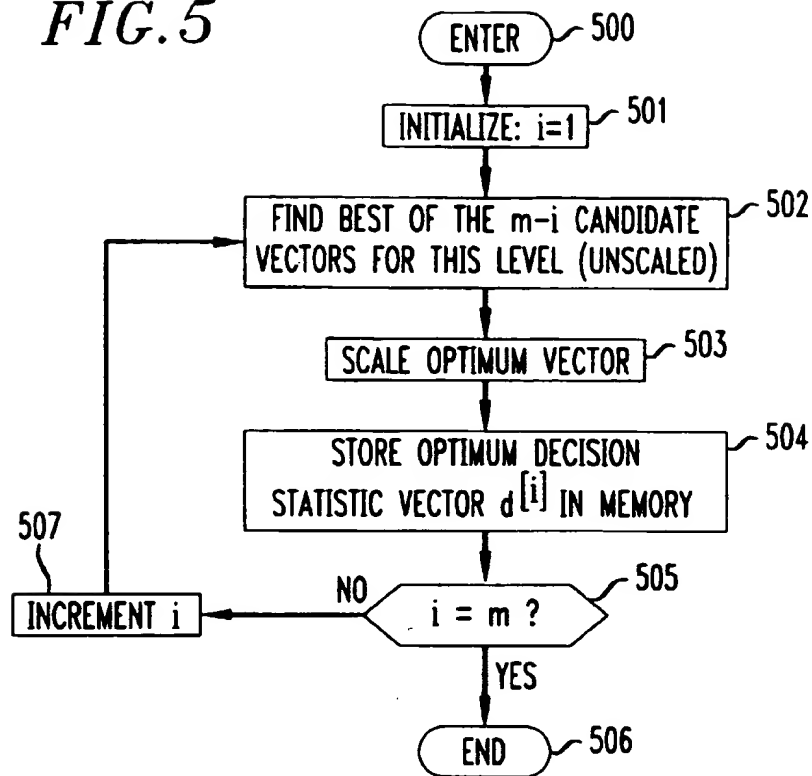 FIG.5
ENTER
500
INITIALIZE: i=1
501
FIND BEST OF THE m-i CANDIDATE
VECTORS FOR THIS LEVEL (UNSCALED)
502
SCALE OPTIMUM VECTOR
503
STORE OPTIMUM DECISION
STATISTIC VECTOR d[i] IN MEMORY
504
i = m ?
505
NO
507
INCREMENT i
YES
END
506